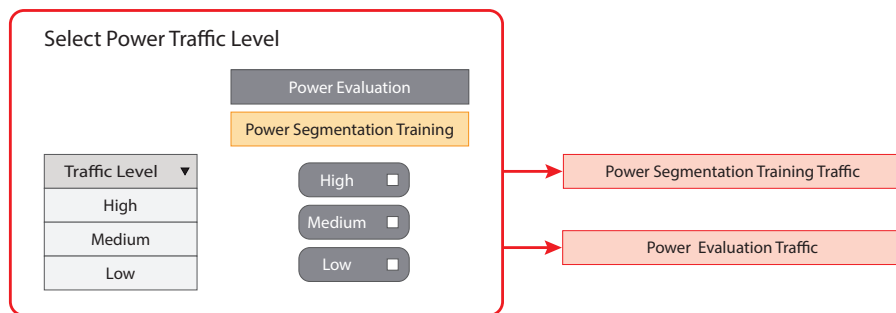 Select Power Traffic Level
Power Evaluation
Power Segmentation Training
Traffic Level
High
Medium
Low
High
Medium
Low
Power Segmentation Training Traffic
Power Evaluation Traffic